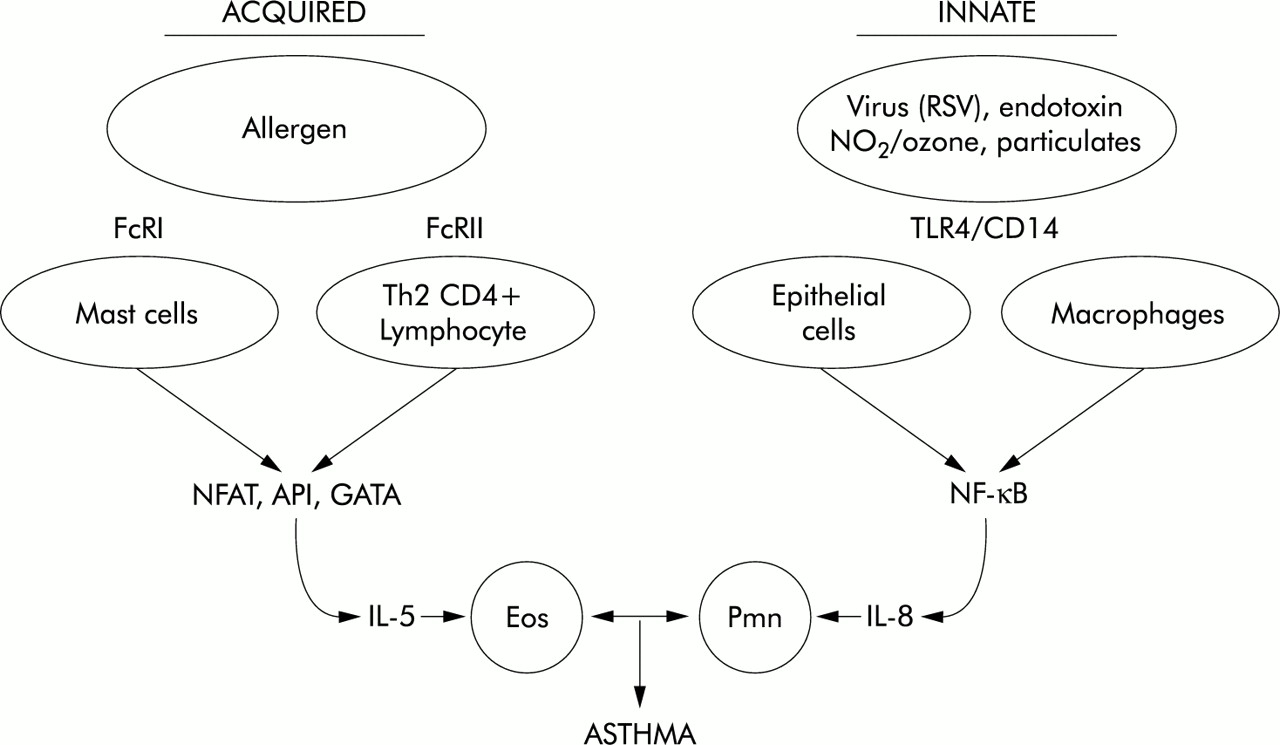 ACQUIRED
INNATE
Allergen
Virus (RSV), endotoxin
NO₂/ozone, particulates
FcRI
FcRII
TLR4/CD14
Mast cells
Th2 CD4+
Lymphocyte
Epithelial
cells
Macrophages
NFAT, API, GATA
NF-κB
IL-5
Eos
Pmn
IL-8
ASTHMA